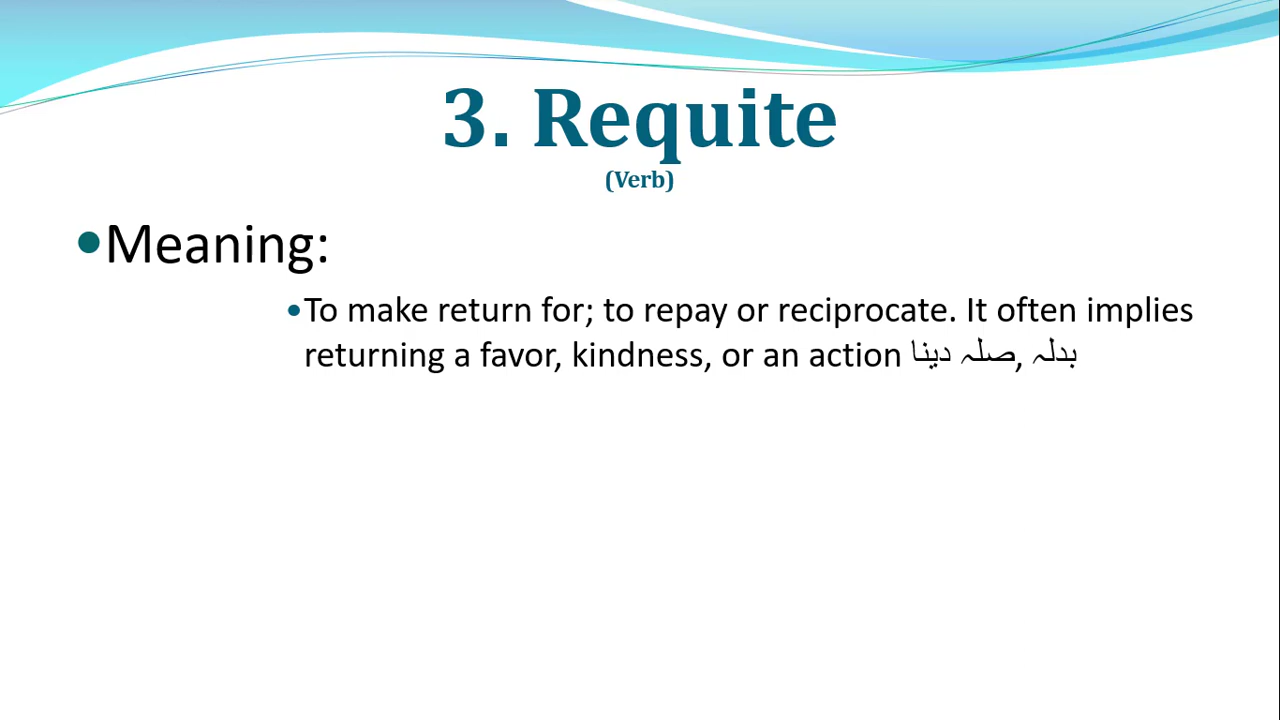 3. Requite
(Verb)
•Meaning:
•To make return for; to repay or reciprocate. It often implies
returning a favor, kindness, or an action بدلہ ,صلہ دینا